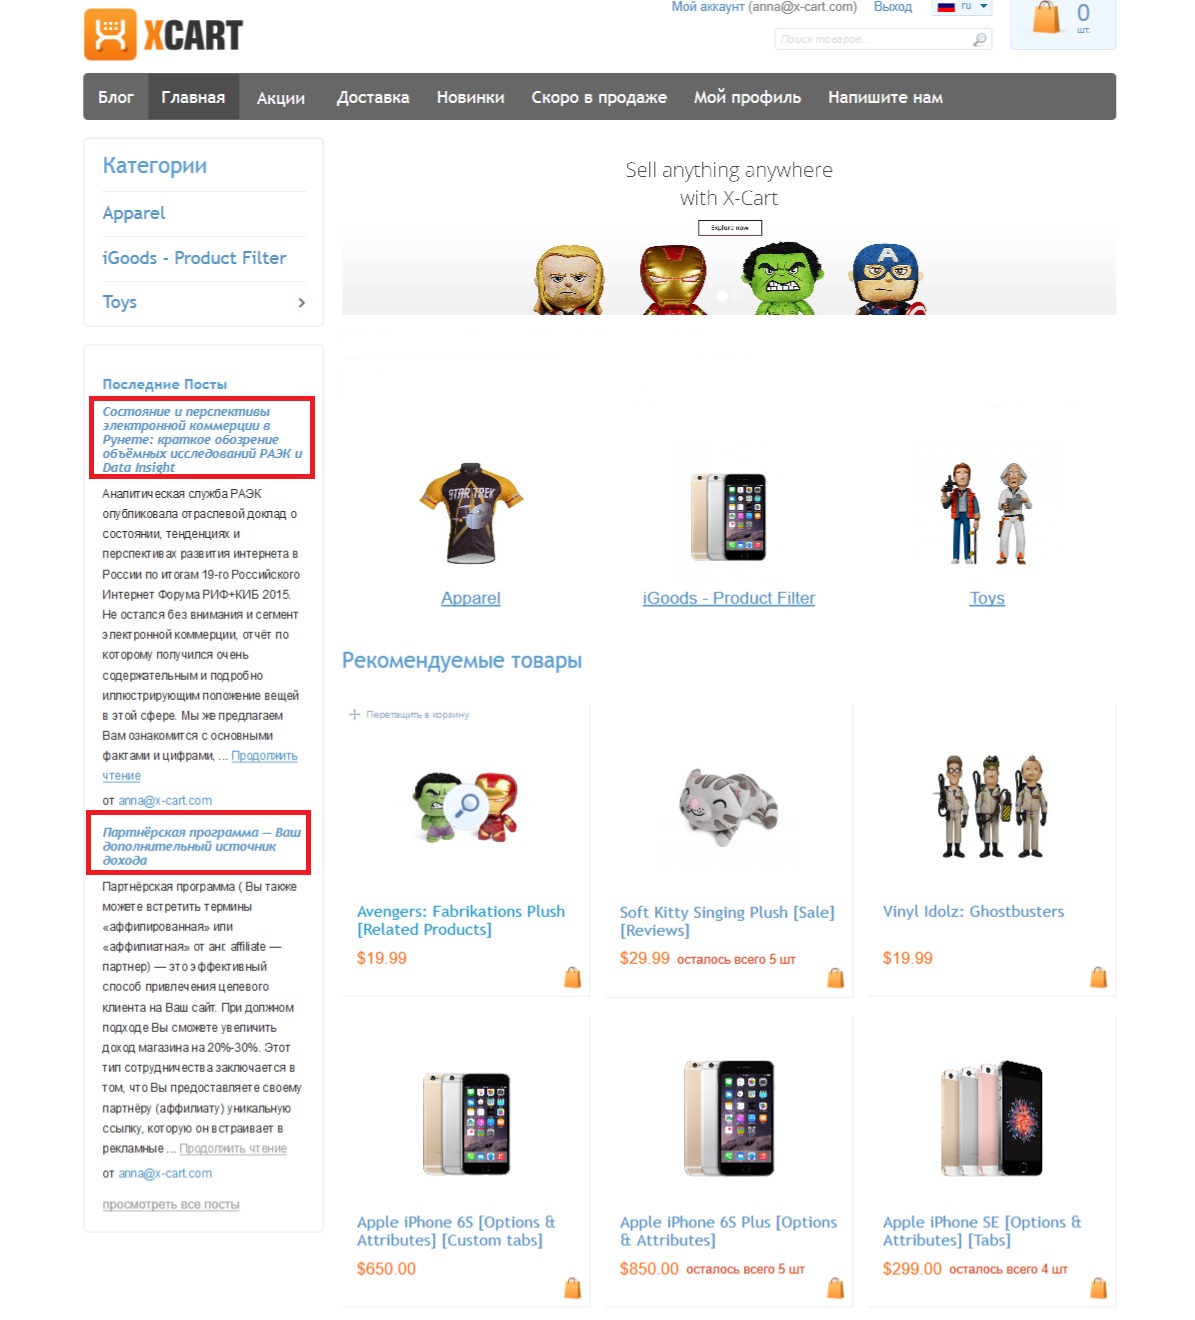 XCART
Мой аккаунт (anna@x-cart.com) Выход ru
0
шт.
Поиск товаров...
Блог Главная Акции Доставка Новинки Скоро в продаже Мой профиль Напишите нам
Категории
Apparel
iGoods - Product Filter
Toys
Sell anything anywhere
with X-Cart
Explore now
Последние Посты
Состояние и перспективы
электронной коммерции в
Рунете: краткое обозрение
объёмных исследований РАЭК и
Data Insight
Аналитическая служба РАЭК
опубликовала отраслевой доклад о
состоянии, тенденциях и
перспективах развития интернета в
России по итогам 19-го Российского
Интернет Форума РИФ+КИБ 2015.
Не остался без внимания и сегмент
электронной коммерции, отчёт по
которому получился очень
содержательным и подробно
иллюстрирующим положение вещей
в этой сфере. Мы же предлагаем
Вам ознакомится с основными
фактами и цифрами, ... Продолжить
чтение
от anna@x-cart.com
Партнёрская программа — Ваш
дополнительный источник
дохода
Партнёрская программа ( Вы также
можете встретить термины
«аффилированная» или
«аффилиатная» от анг. affiliate —
партнер) — это эффективный
способ привлечения целевого
клиента на Ваш сайт. При должном
подходе Вы сможете увеличить
доход магазина на 20%-30%. Этот
тип сотрудничества заключается в
том, что Вы предоставляете своему
партнёру (аффилиату) уникальную
ссылку, которую он встраивает в
рекламные ... Продолжить чтение
от anna@x-cart.com
просмотреть все посты
STAR TREK
Apparel iGoods - Product Filter Toys
Рекомендуемые товары
Перетащить в корзину
Avengers: Fabrikations Plush
[Related Products]
$19.99
Soft Kitty Singing Plush [Sale]
[Reviews]
$29.99 осталось всего 5 шт
Vinyl Idolz: Ghostbusters
$19.99
Apple iPhone 6S [Options &
Attributes] [Custom tabs]
$650.00
Apple iPhone 6S Plus [Options
& Attributes]
$850.00 осталось всего 5 шт
Apple iPhone SE [Options &
Attributes] [Tabs]
$299.00 осталось всего 4 шт